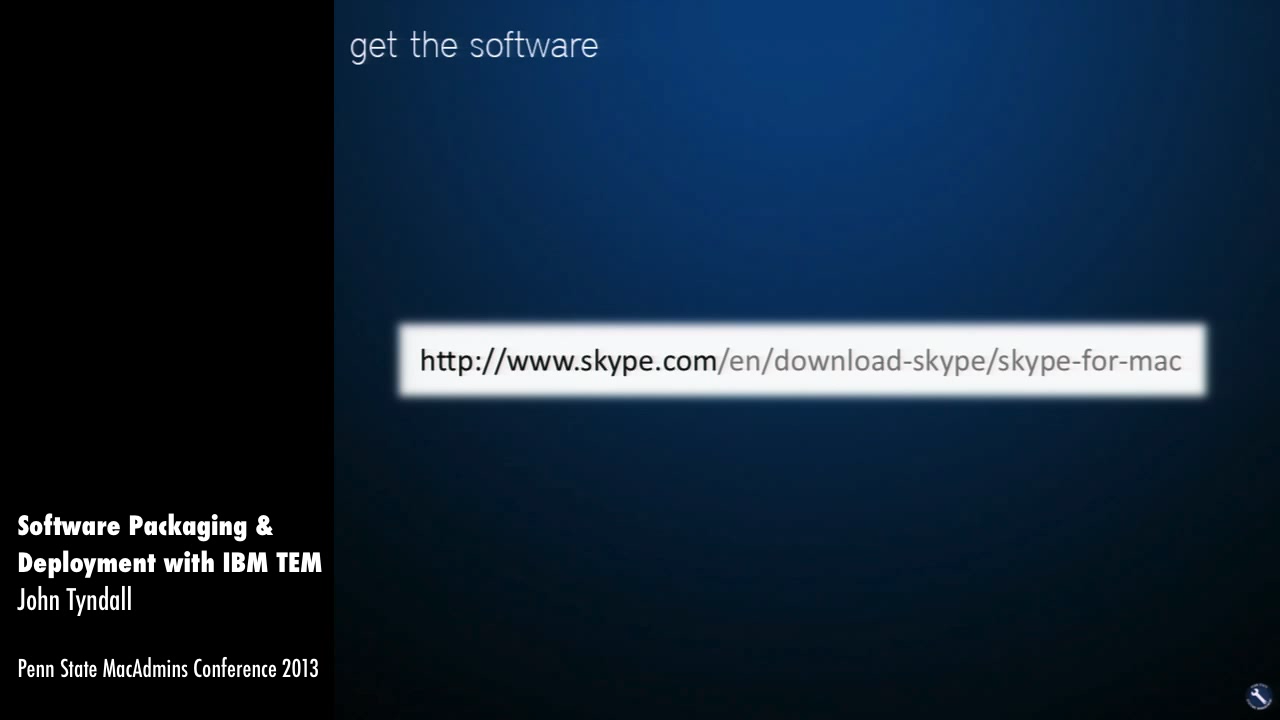 get the software
http://www.skype.com/en/download-skype/skype-for-mac
Software Packaging &
Deployment with IBM TEM
John Tyndall
Penn State MacAdmins Conference 2013